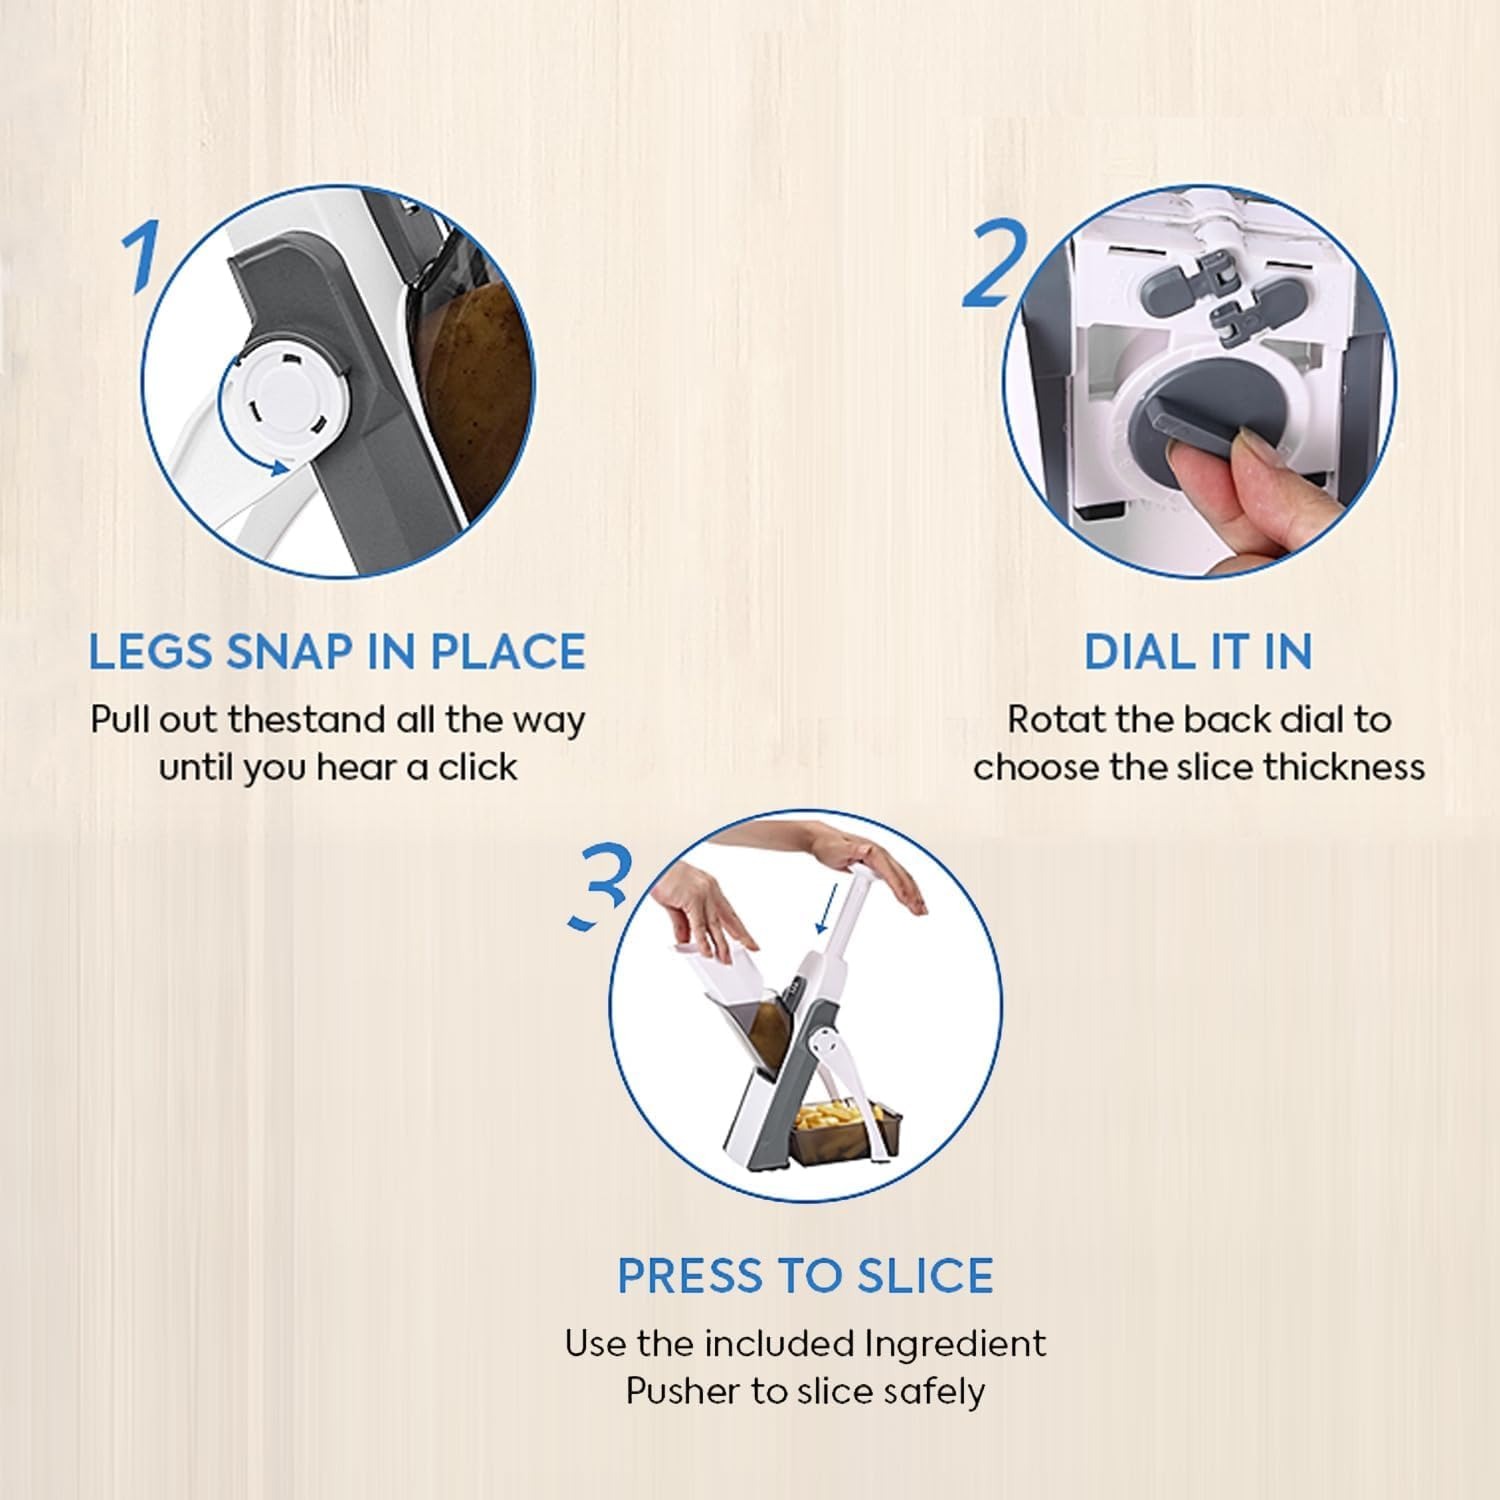 1
LEGS SNAP IN PLACE
Pull out thestand all the way
until you hear a click
2
DIAL IT IN
Rotat the back dial to
choose the slice thickness
3
PRESS TO SLICE
Use the included Ingredient
Pusher to slice safely